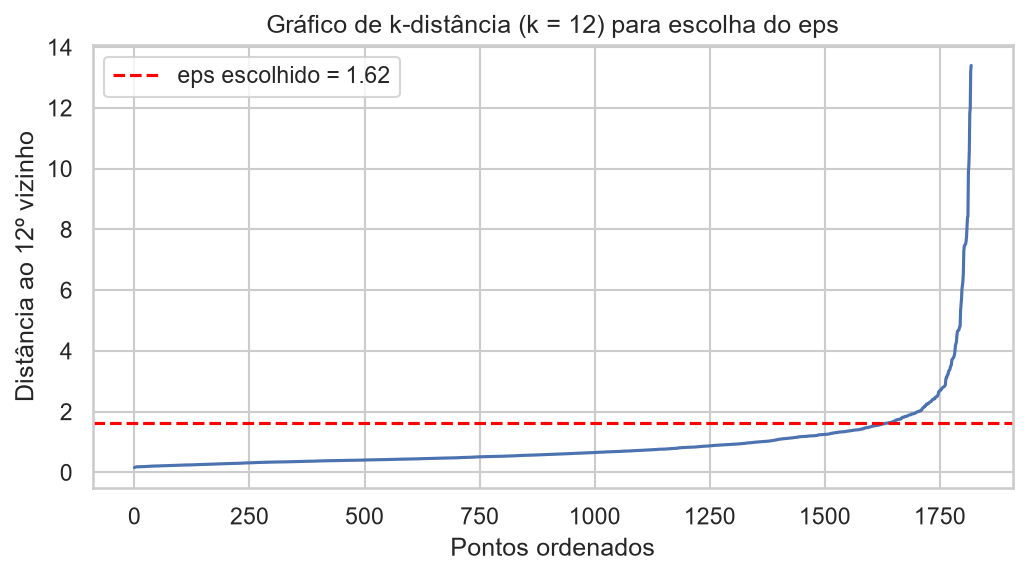 Gráfico de k-distância (k = 12) para escolha do eps
eps escolhido = 1.62
Distância ao 12º vizinho
14
12
10
8
6
4
2
0
0 250 500 750 1000 1250 1500 1750
Pontos ordenados